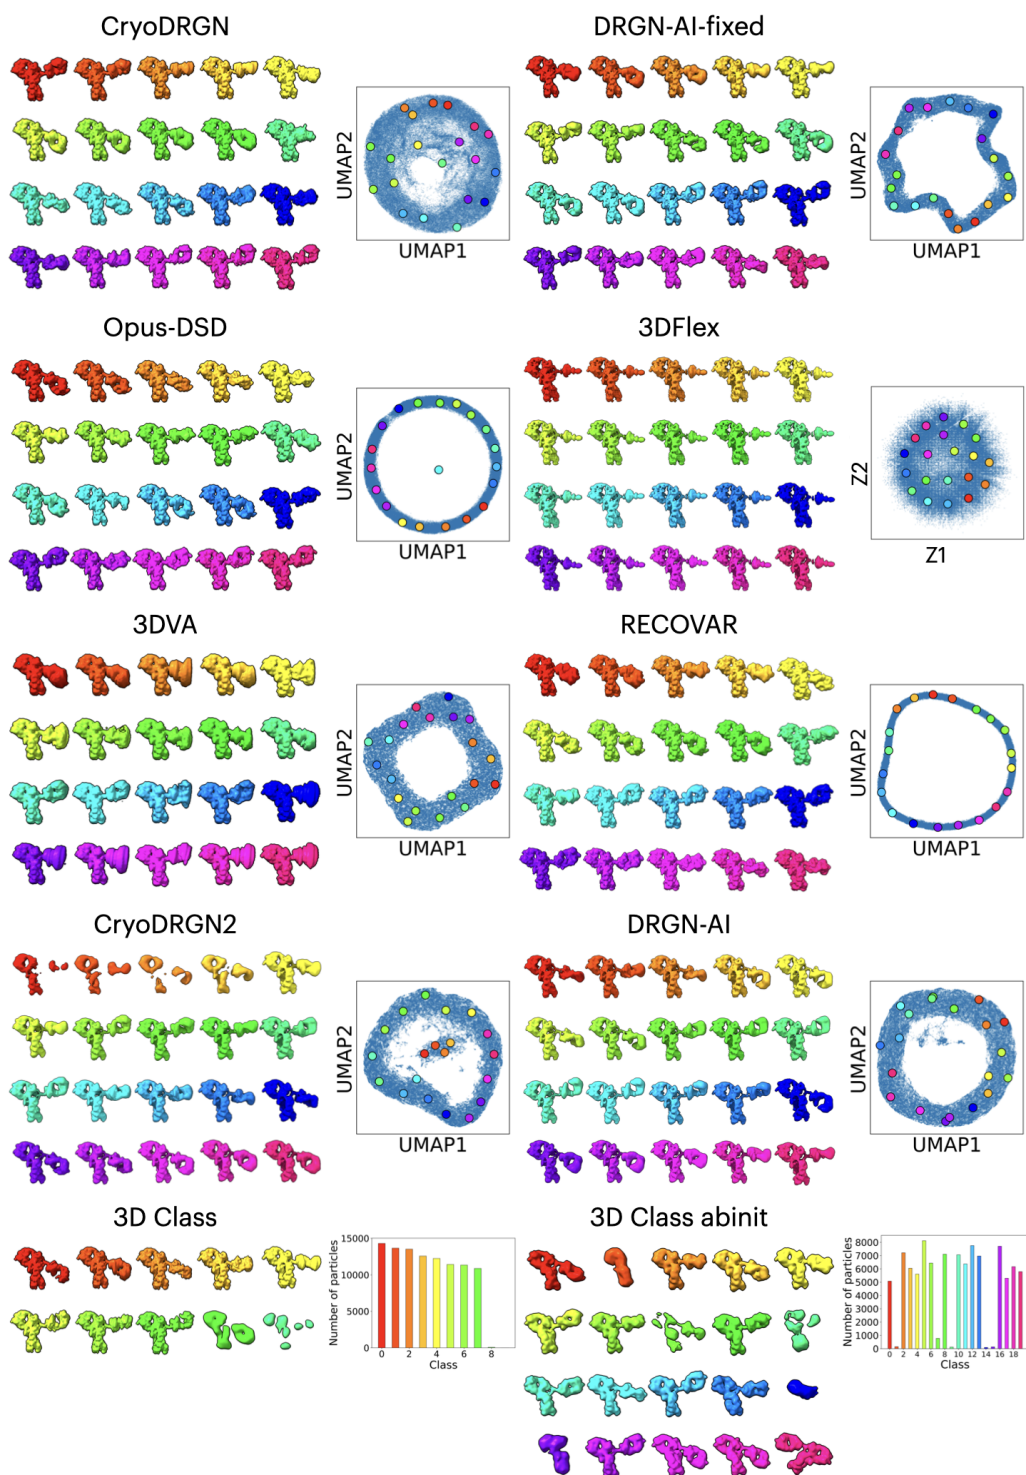 CryoDRGN
DRGN-AI-fixed
UMAP2
UMAP1
UMAP2
UMAP1
Opus-DSD
3DFlex
UMAP2
UMAP1
Z2
Z1
3DVA
RECOVAR
UMAP2
UMAP1
UMAP2
UMAP1
CryoDRGN2
DRGN-AI
UMAP2
UMAP1
UMAP2
UMAP1
3D Class
3D Class abinit
Number of particles
15000
10000
5000
0
0 2 4 6 8
Class
Number of particles
8000
7000
6000
5000
4000
3000
2000
1000
0
0 2 4 6 8 10 12 14 16 18
Class